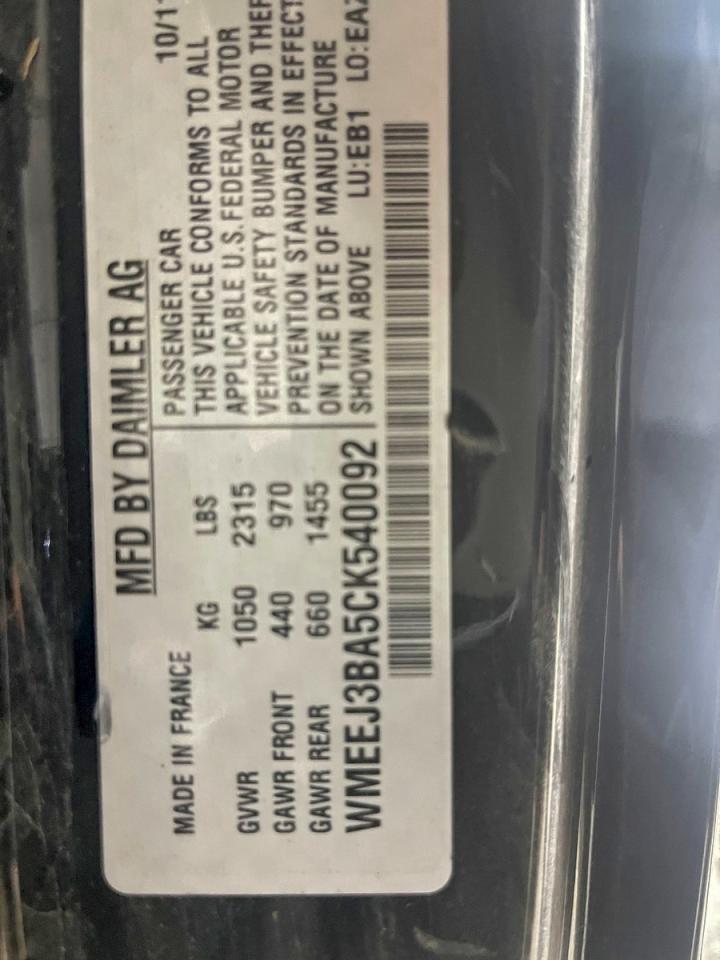 MFD BY DAIMLER AG
MADE IN FRANCE
KG LBS
GVWR 1050 2315
GAWR FRONT 440 970
GAWR REAR 660 1455
PASSENGER CAR 10/11
THIS VEHICLE CONFORMS TO ALL
APPLICABLE U.S. FEDERAL MOTOR
VEHICLE SAFETY BUMPER AND THEF
PREVENTION STANDARDS IN EFFECT
ON THE DATE OF MANUFACTURE
SHOWN ABOVE LU:EB1 LO:EA2
WMEEJ3BA5CK540092